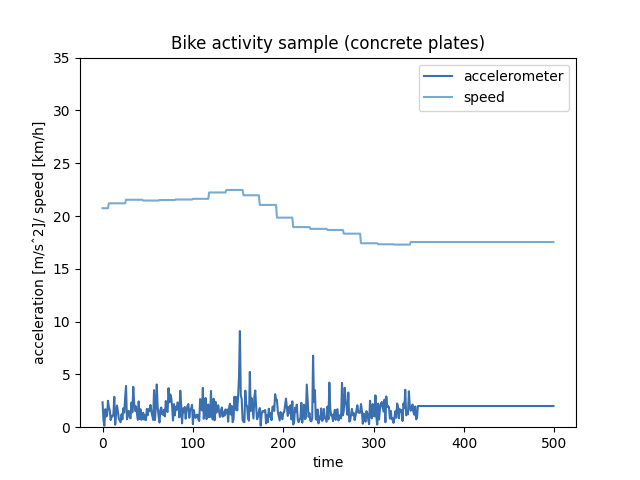 Bike activity sample (concrete plates)
accelerometer
speed
acceleration [m/s^2]/ speed [km/h]
35
30
25
20
15
10
5
0
0
100
200
300
400
500
time